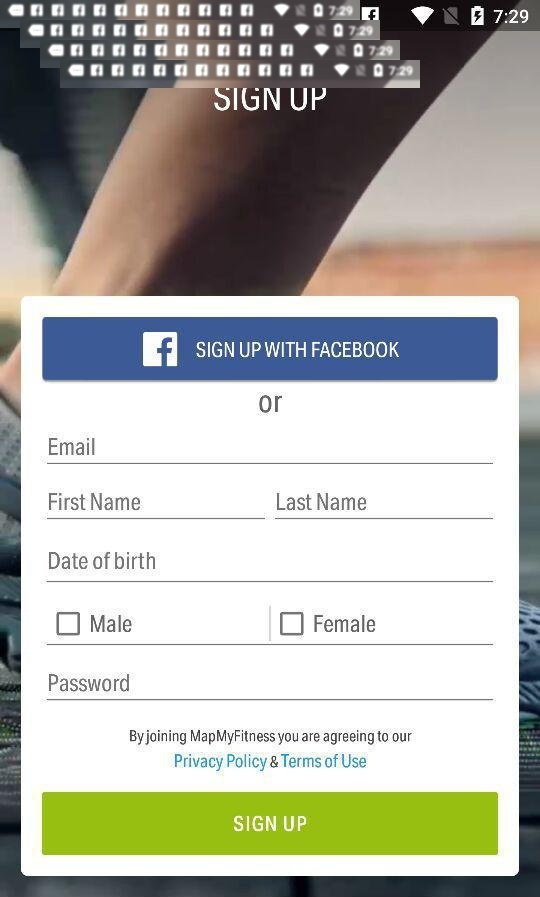 7:29
7:29
7:29
7:29
7:29
SIGN UP
SIGN UP WITH FACEBOOK
or
Email
First Name Last Name
Date of birth
Male Female
Password
By joining MapMyFitness you are agreeing to our
Privacy Policy & Terms of Use
SIGN UP